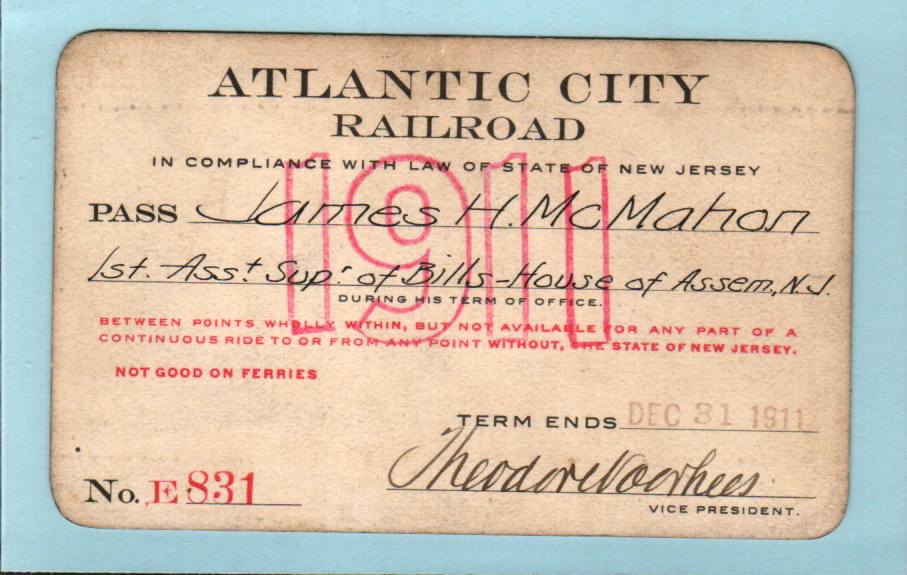 ATLANTIC CITY
RAILROAD
IN COMPLIANCE WITH LAW OF STATE OF NEW JERSEY
1911
PASS James H. McMahon
1st. Asst Supr of Bills-House of Assem., N.J.
DURING HIS TERM OF OFFICE.
BETWEEN POINTS WHOLLY WITHIN, BUT NOT AVAILABLE FOR ANY PART OF A
CONTINUOUS RIDE TO OR FROM ANY POINT WITHOUT, THE STATE OF NEW JERSEY.
NOT GOOD ON FERRIES
TERM ENDS DEC 31 1911
Theodore Voorhees
No. E 831
VICE PRESIDENT.